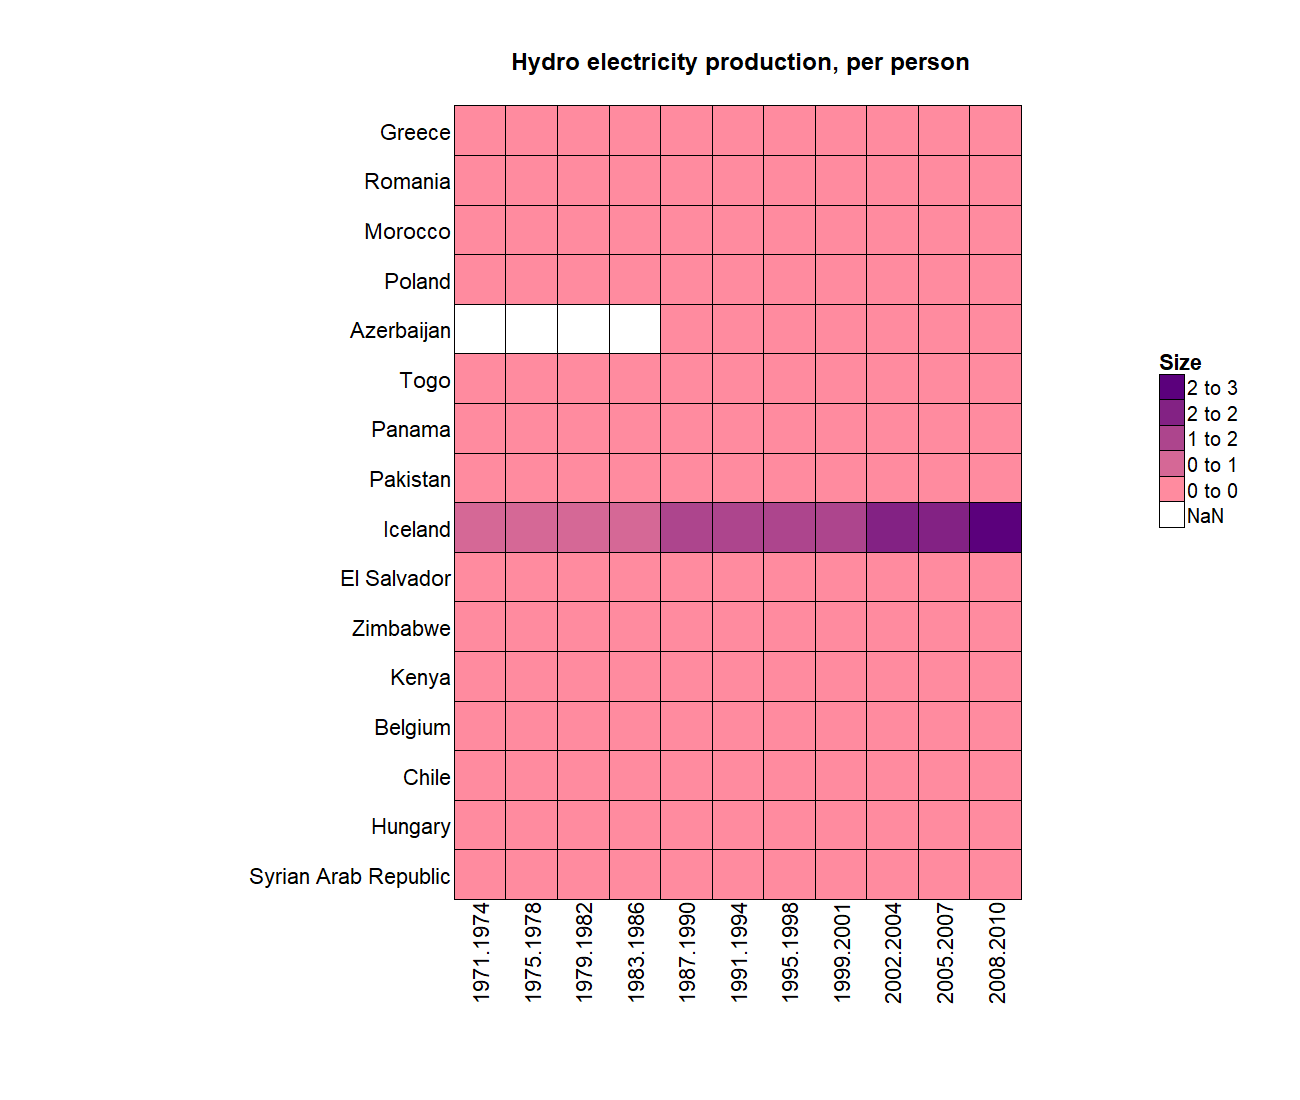 Hydro electricity production, per person
Greece
Romania
Morocco
Poland
Azerbaijan
Togo
Panama
Pakistan
Iceland
El Salvador
Zimbabwe
Kenya
Belgium
Chile
Hungary
Syrian Arab Republic
1971.1974
1975.1978
1979.1982
1983.1986
1987.1990
1991.1994
1995.1998
1999.2001
2002.2004
2005.2007
2008.2010
Size
2 to 3
2 to 2
1 to 2
0 to 1
0 to 0
NaN